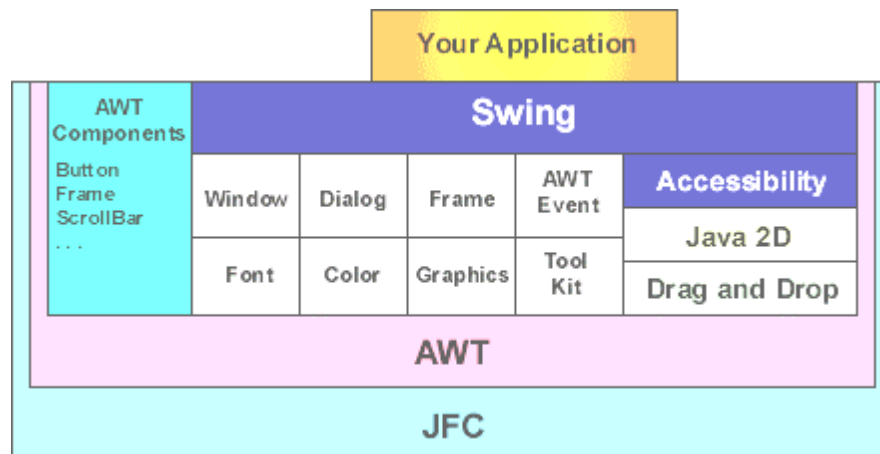 Your Application
AWT
Components
Button
Frame
ScrollBar
. . .
Swing
Window
Dialog
Frame
AWT
Event
Accessibility
Java 2D
Font
Color
Graphics
Tool
Kit
Drag and Drop
AWT
JFC